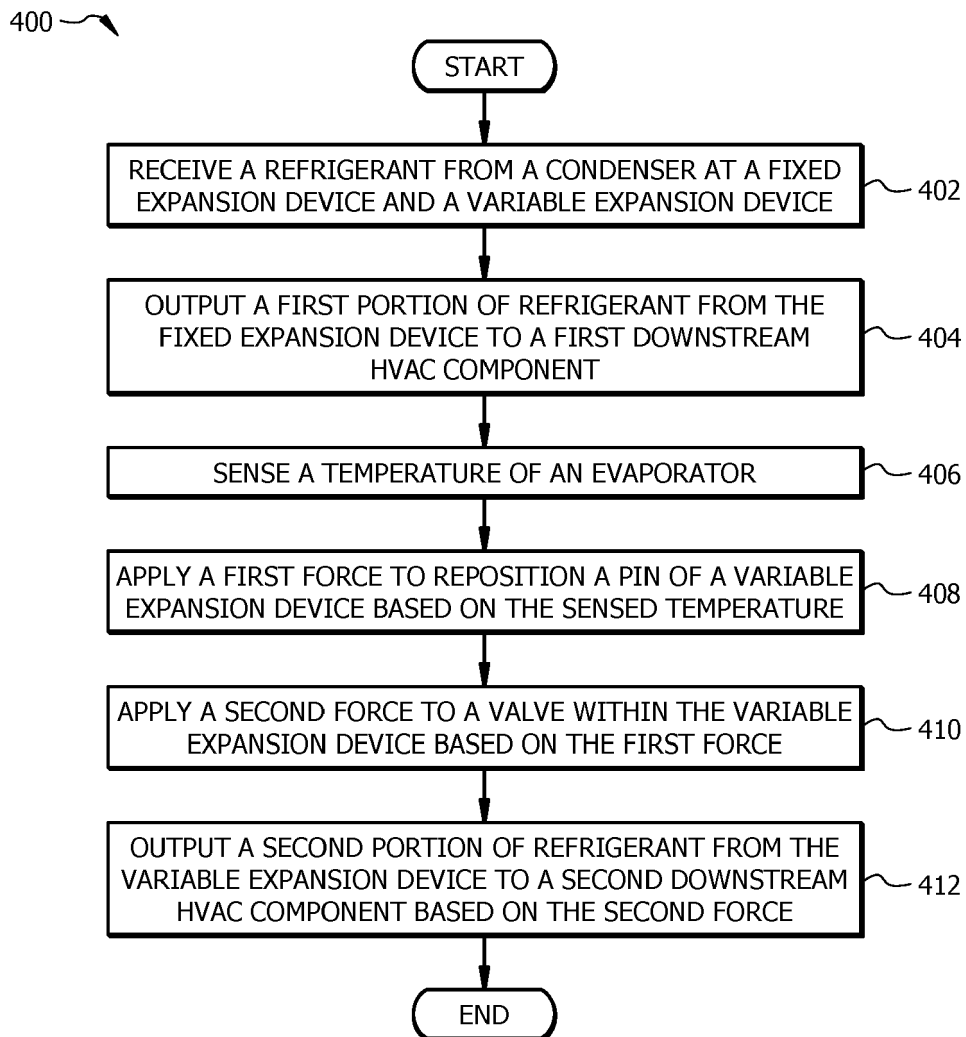 400
START
RECEIVE A REFRIGERANT FROM A CONDENSER AT A FIXED
EXPANSION DEVICE AND A VARIABLE EXPANSION DEVICE
402
OUTPUT A FIRST PORTION OF REFRIGERANT FROM THE
FIXED EXPANSION DEVICE TO A FIRST DOWNSTREAM
HVAC COMPONENT
404
SENSE A TEMPERATURE OF AN EVAPORATOR
406
APPLY A FIRST FORCE TO REPOSITION A PIN OF A VARIABLE
EXPANSION DEVICE BASED ON THE SENSED TEMPERATURE
408
APPLY A SECOND FORCE TO A VALVE WITHIN THE VARIABLE
EXPANSION DEVICE BASED ON THE FIRST FORCE
410
OUTPUT A SECOND PORTION OF REFRIGERANT FROM THE
VARIABLE EXPANSION DEVICE TO A SECOND DOWNSTREAM
HVAC COMPONENT BASED ON THE SECOND FORCE
412
END